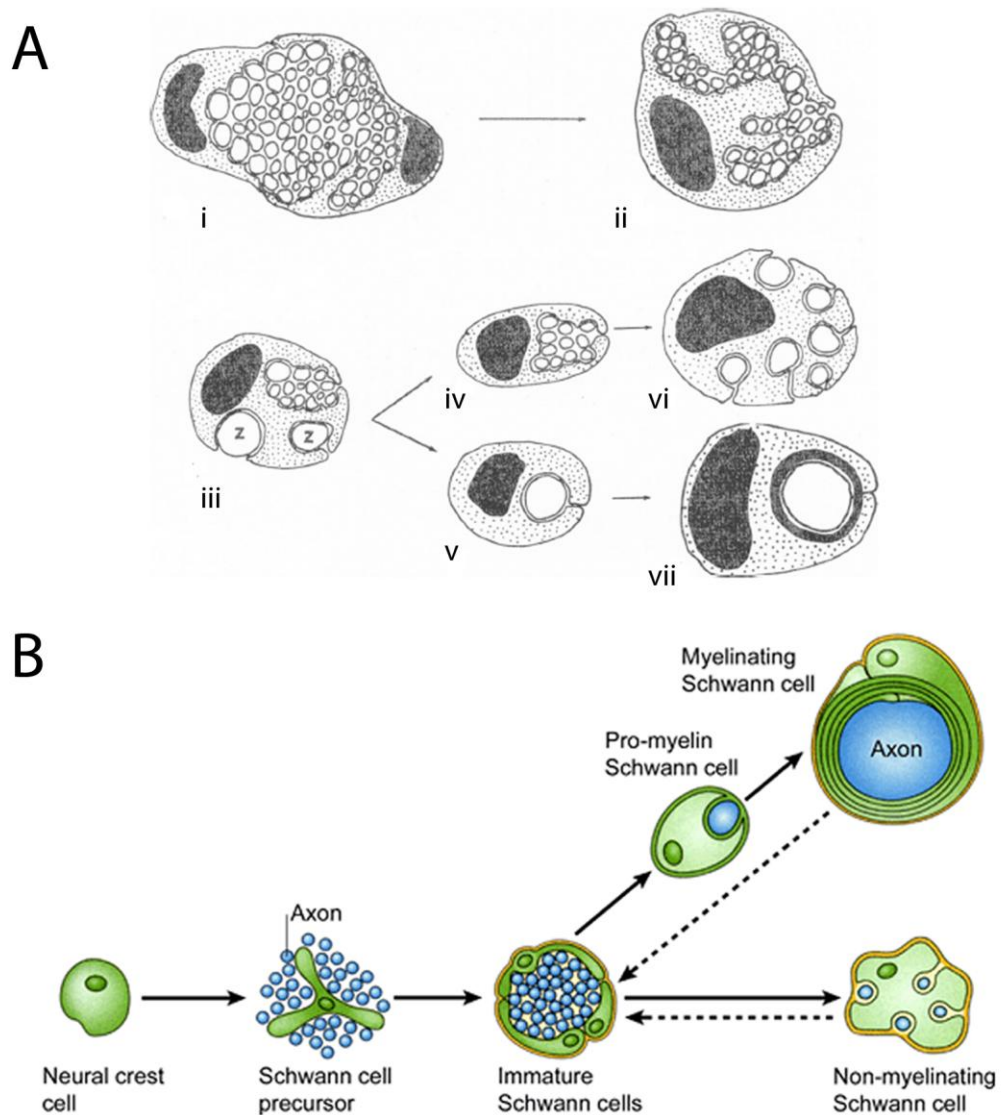 A
i
ii
iii
z
z
iv
v
vi
vii
B
Myelinating
Schwann cell
Pro-myelin
Schwann cell
Axon
Axon
Neural crest
cell
Schwann cell
precursor
Immature
Schwann cells
Non-myelinating
Schwann cell